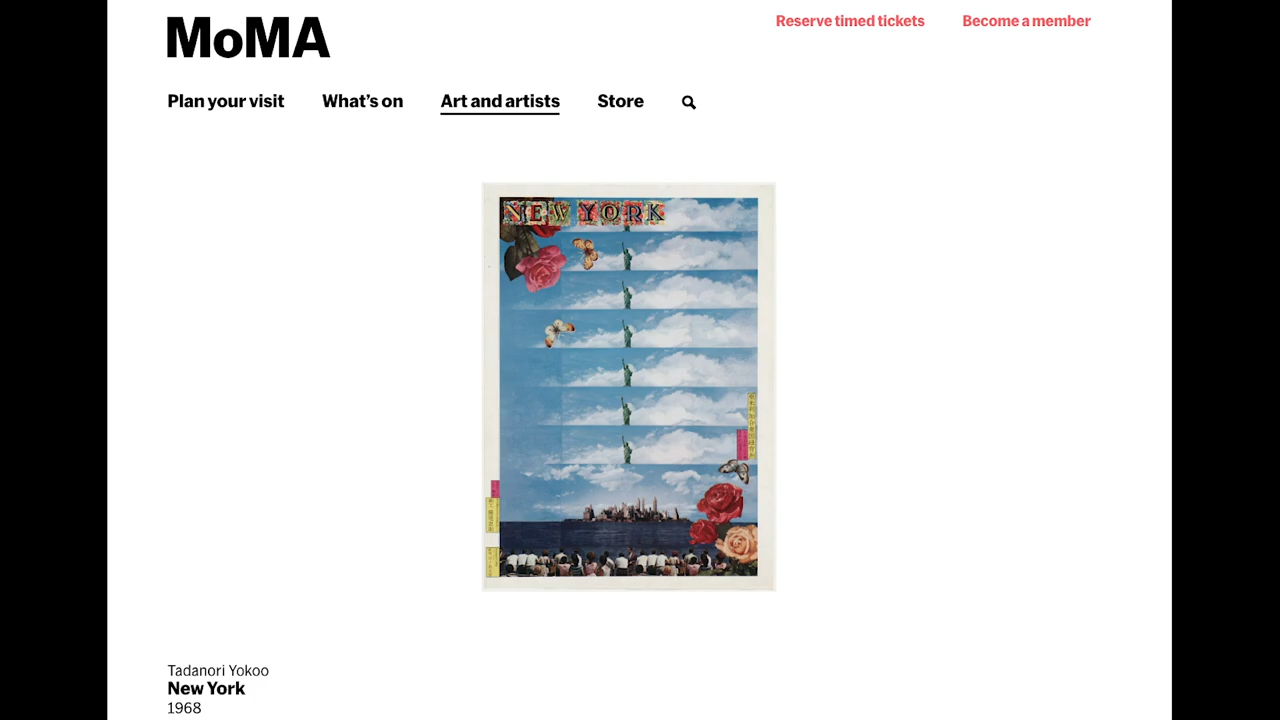 MoMA
Reserve timed tickets
Become a member
Plan your visit
What's on
Art and artists
Store
NEW YORK
Tadanori Yokoo
New York
1968